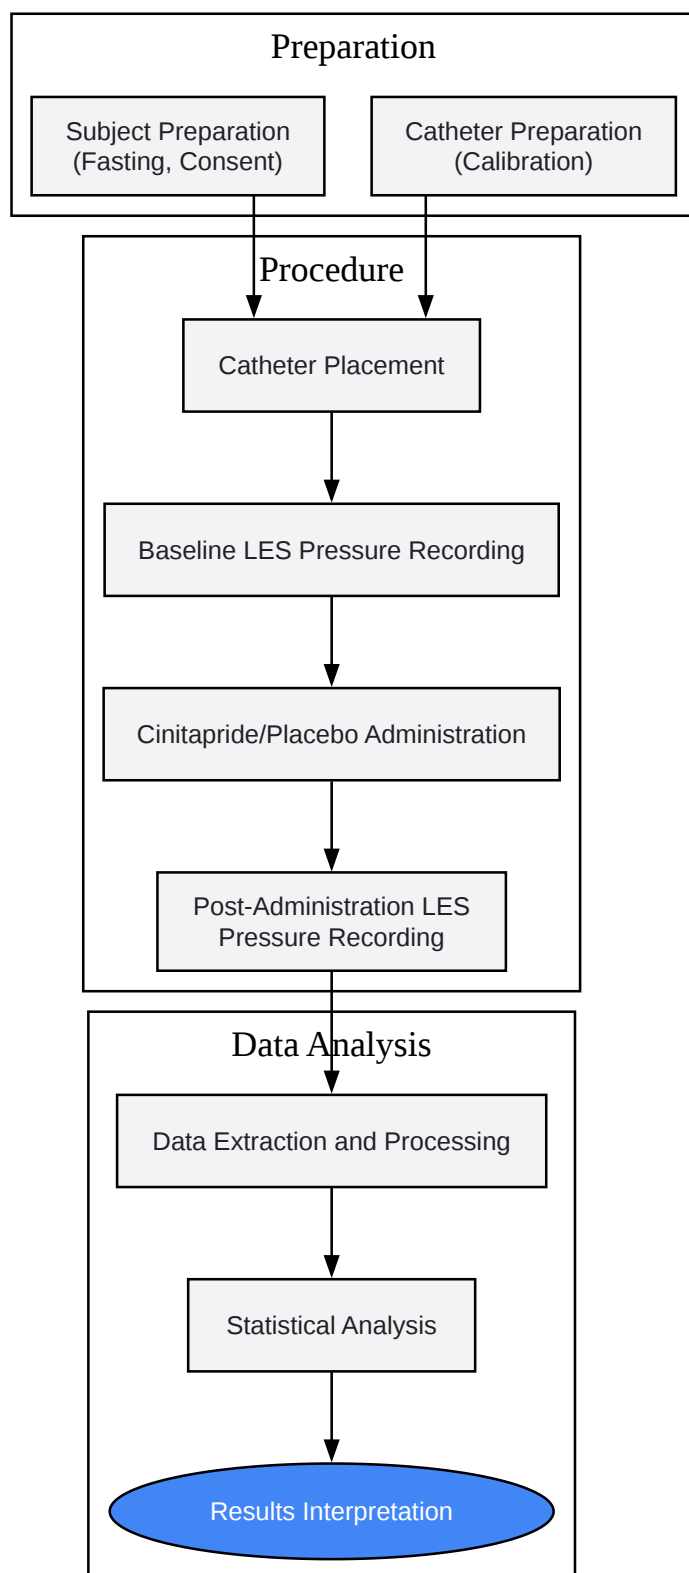 Preparation
Subject Preparation
(Fasting, Consent)
Catheter Preparation
(Calibration)
Procedure
Catheter Placement
Baseline LES Pressure Recording
Cinitapride/Placebo Administration
Post-Administration LES
Pressure Recording
Data Analysis
Data Extraction and Processing
Statistical Analysis
Results Interpretation